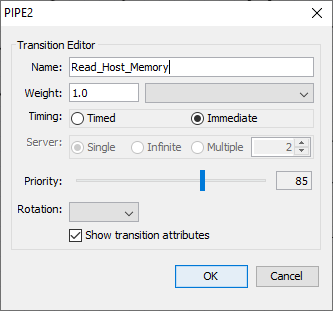 PIPE2
Transition Editor
Name: Read_Host_Memory
Weight: 1.0
Timing: Timed Immediate
Server: Single Infinite Multiple 2
Priority: 85
Rotation:
Show transition attributes
OK Cancel